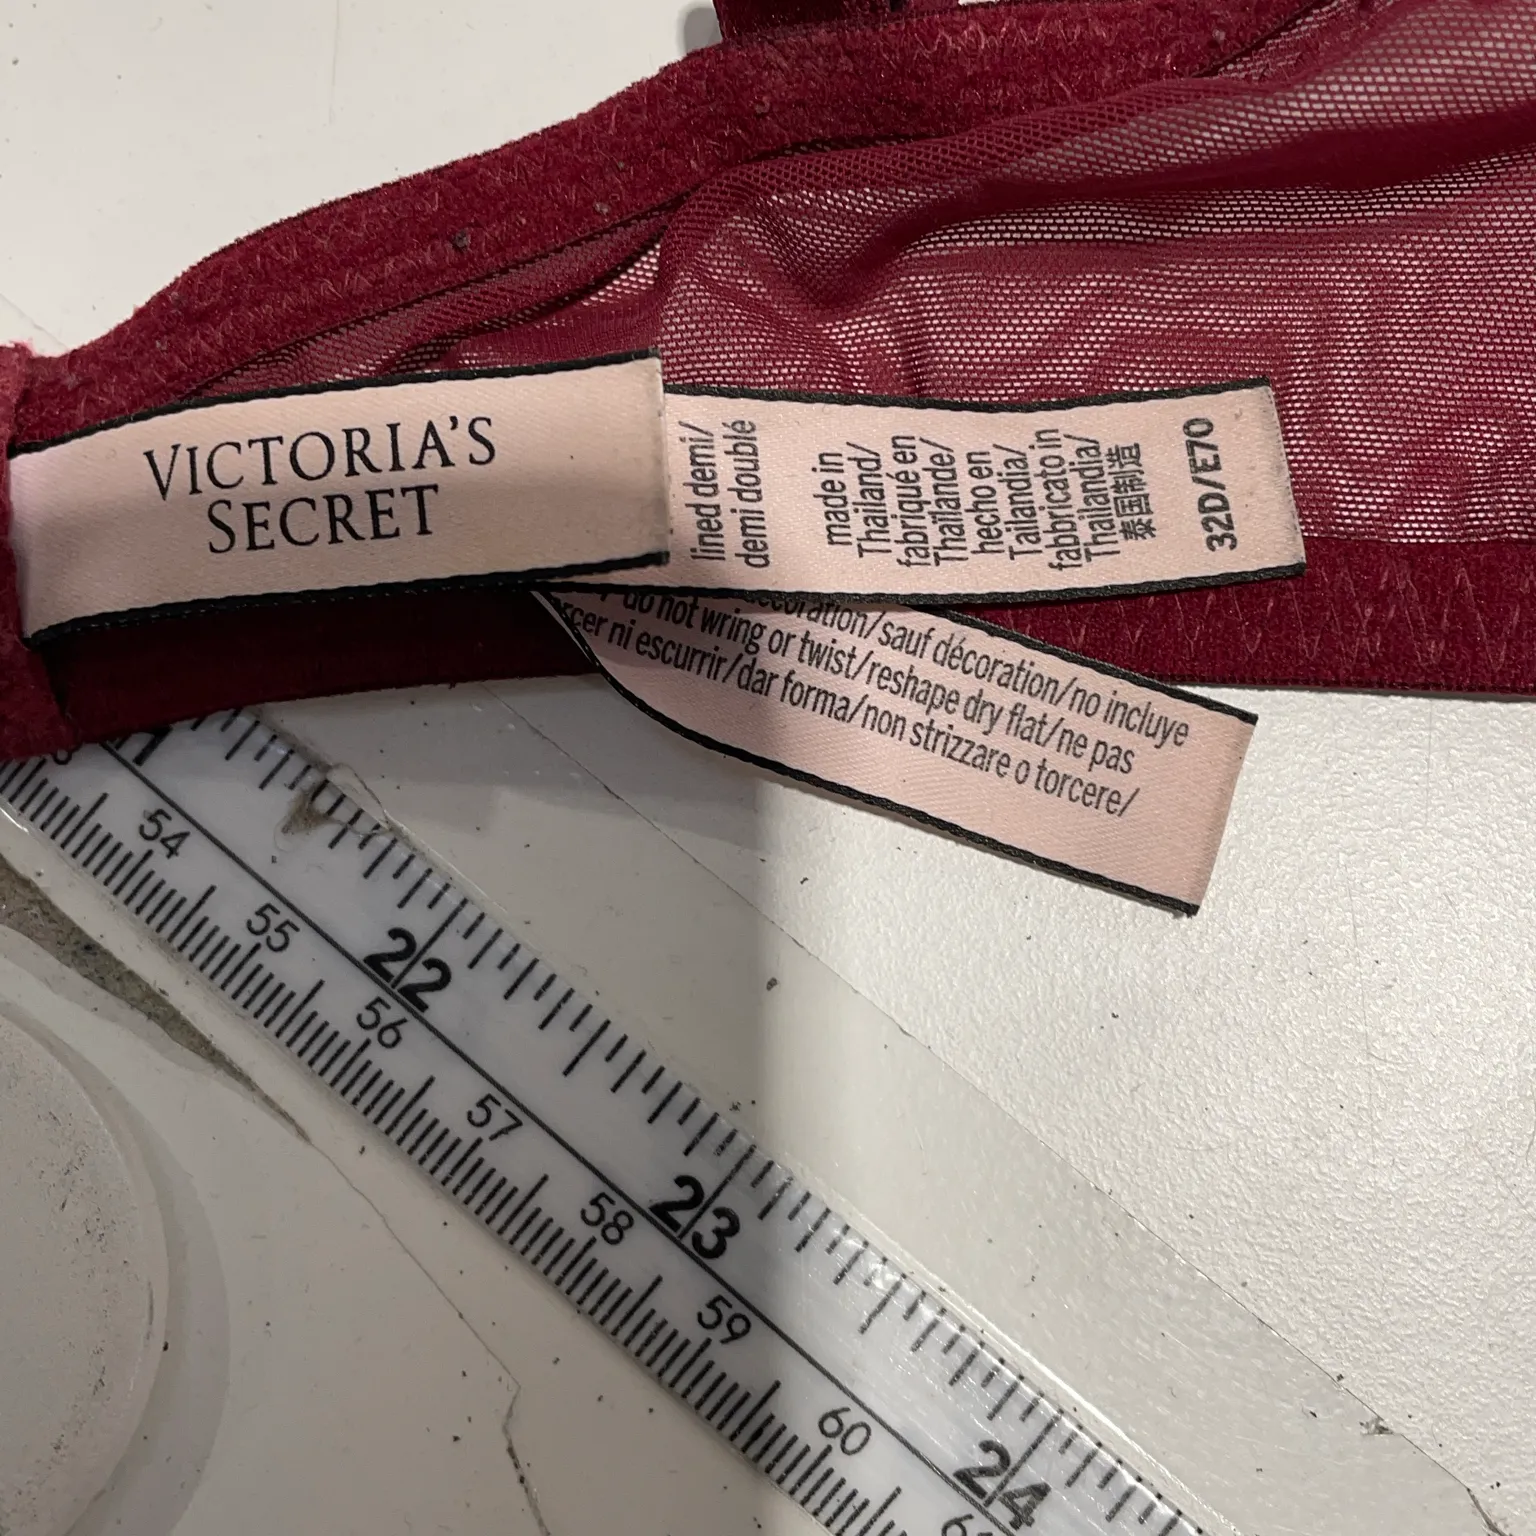 VICTORIA'S
SECRET
lined demi/
demi doublé
made in
Thailand/
fabriqué en
Thaïlande/
hecho en
Tailandia/
fabbricato in
Thailandia/
泰国制造
32D/E70
décoration/sauf décoration/no incluye
do not wring or twist/reshape dry flat/ne pas
ni escurrir/dar forma/non strizzare o torcere/
54
55
22
56
57
23
58
59
60
24